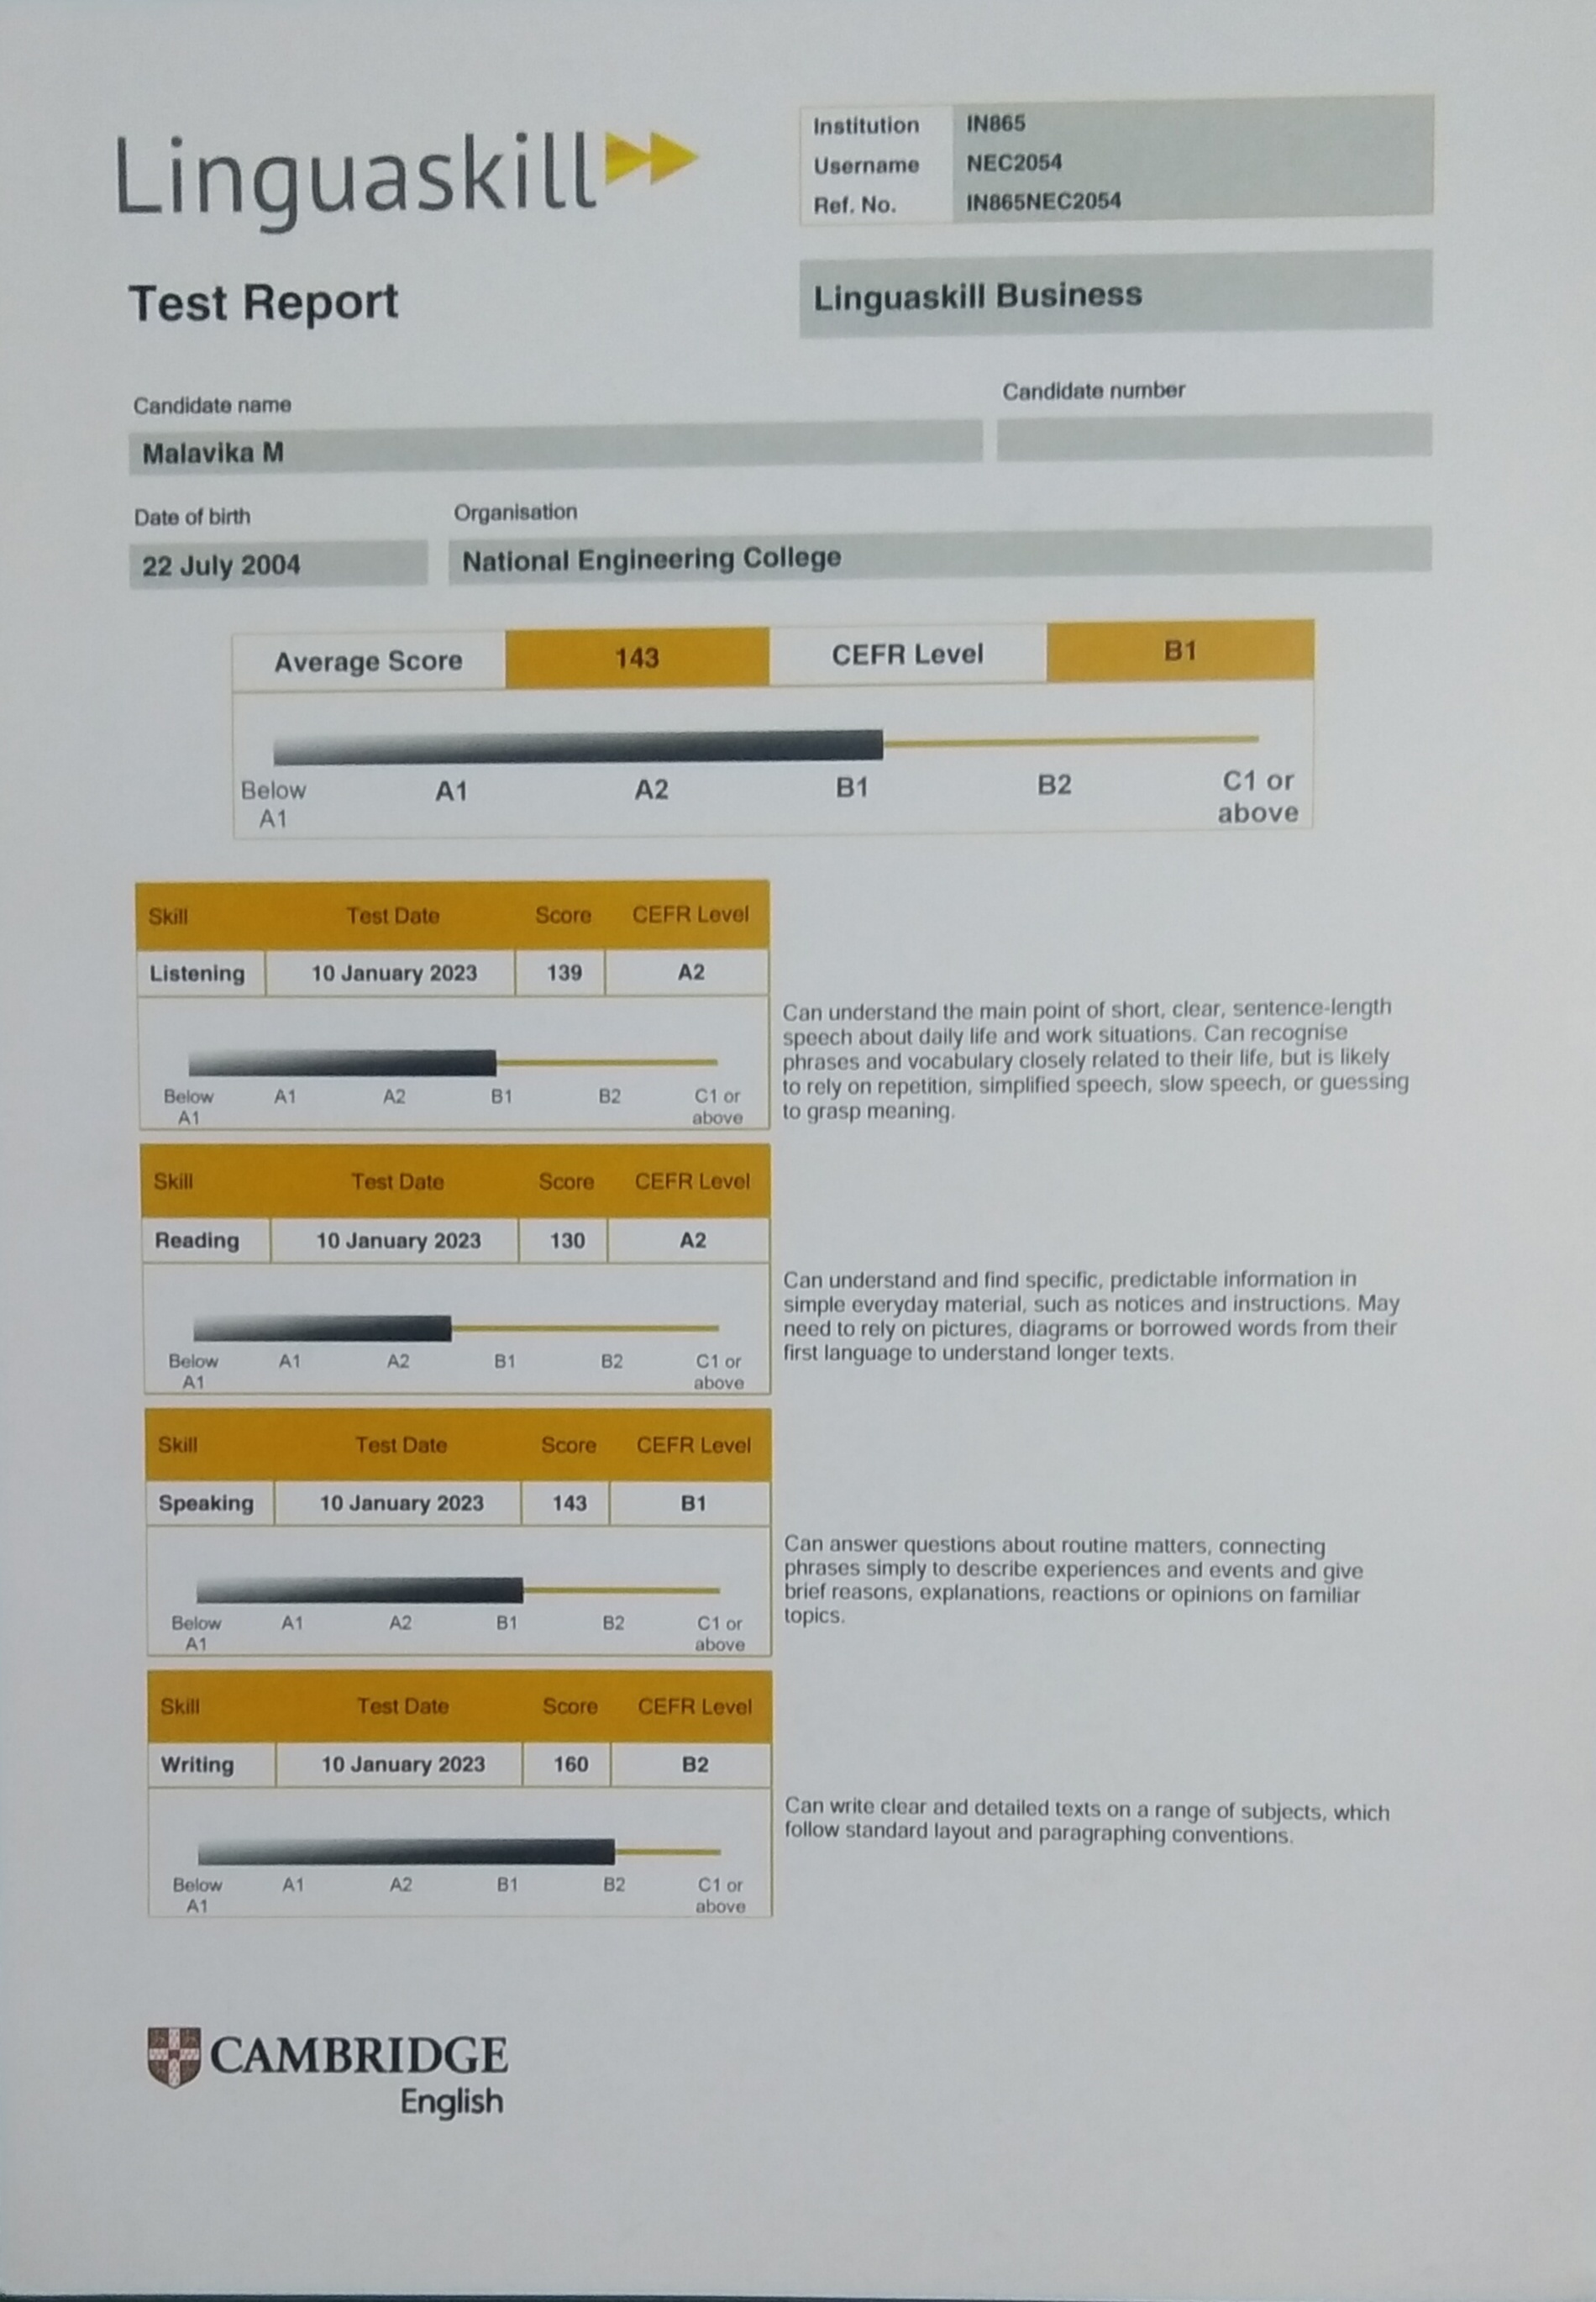 Linguaskill
Institution IN865
Username NEC2054
Ref. No. IN865NEC2054
Test Report
Linguaskill Business
Candidate name
Candidate number
Malavika M
Date of birth
Organisation
22 July 2004
National Engineering College
Average Score 143 CEFR Level B1
Below A1 A2 B1 B2 C1 or
A1 above
Skill Test Date Score CEFR Level
Listening 10 January 2023 139 A2
Below A1 A2 B1 B2 C1 or
A1 above
Can understand the main point of short, clear, sentence-length
speech about daily life and work situations. Can recognise
phrases and vocabulary closely related to their life, but is likely
to rely on repetition, simplified speech, slow speech, or guessing
to grasp meaning.
Skill Test Date Score CEFR Level
Reading 10 January 2023 130 A2
Below A1 A2 B1 B2 C1 or
A1 above
Can understand and find specific, predictable information in
simple everyday material, such as notices and instructions. May
need to rely on pictures, diagrams or borrowed words from their
first language to understand longer texts.
Skill Test Date Score CEFR Level
Speaking 10 January 2023 143 B1
Below A1 A2 B1 B2 C1 or
A1 above
Can answer questions about routine matters, connecting
phrases simply to describe experiences and events and give
brief reasons, explanations, reactions or opinions on familiar
topics.
Skill Test Date Score CEFR Level
Writing 10 January 2023 160 B2
Below A1 A2 B1 B2 C1 or
A1 above
Can write clear and detailed texts on a range of subjects, which
follow standard layout and paragraphing conventions.
CAMBRIDGE
English